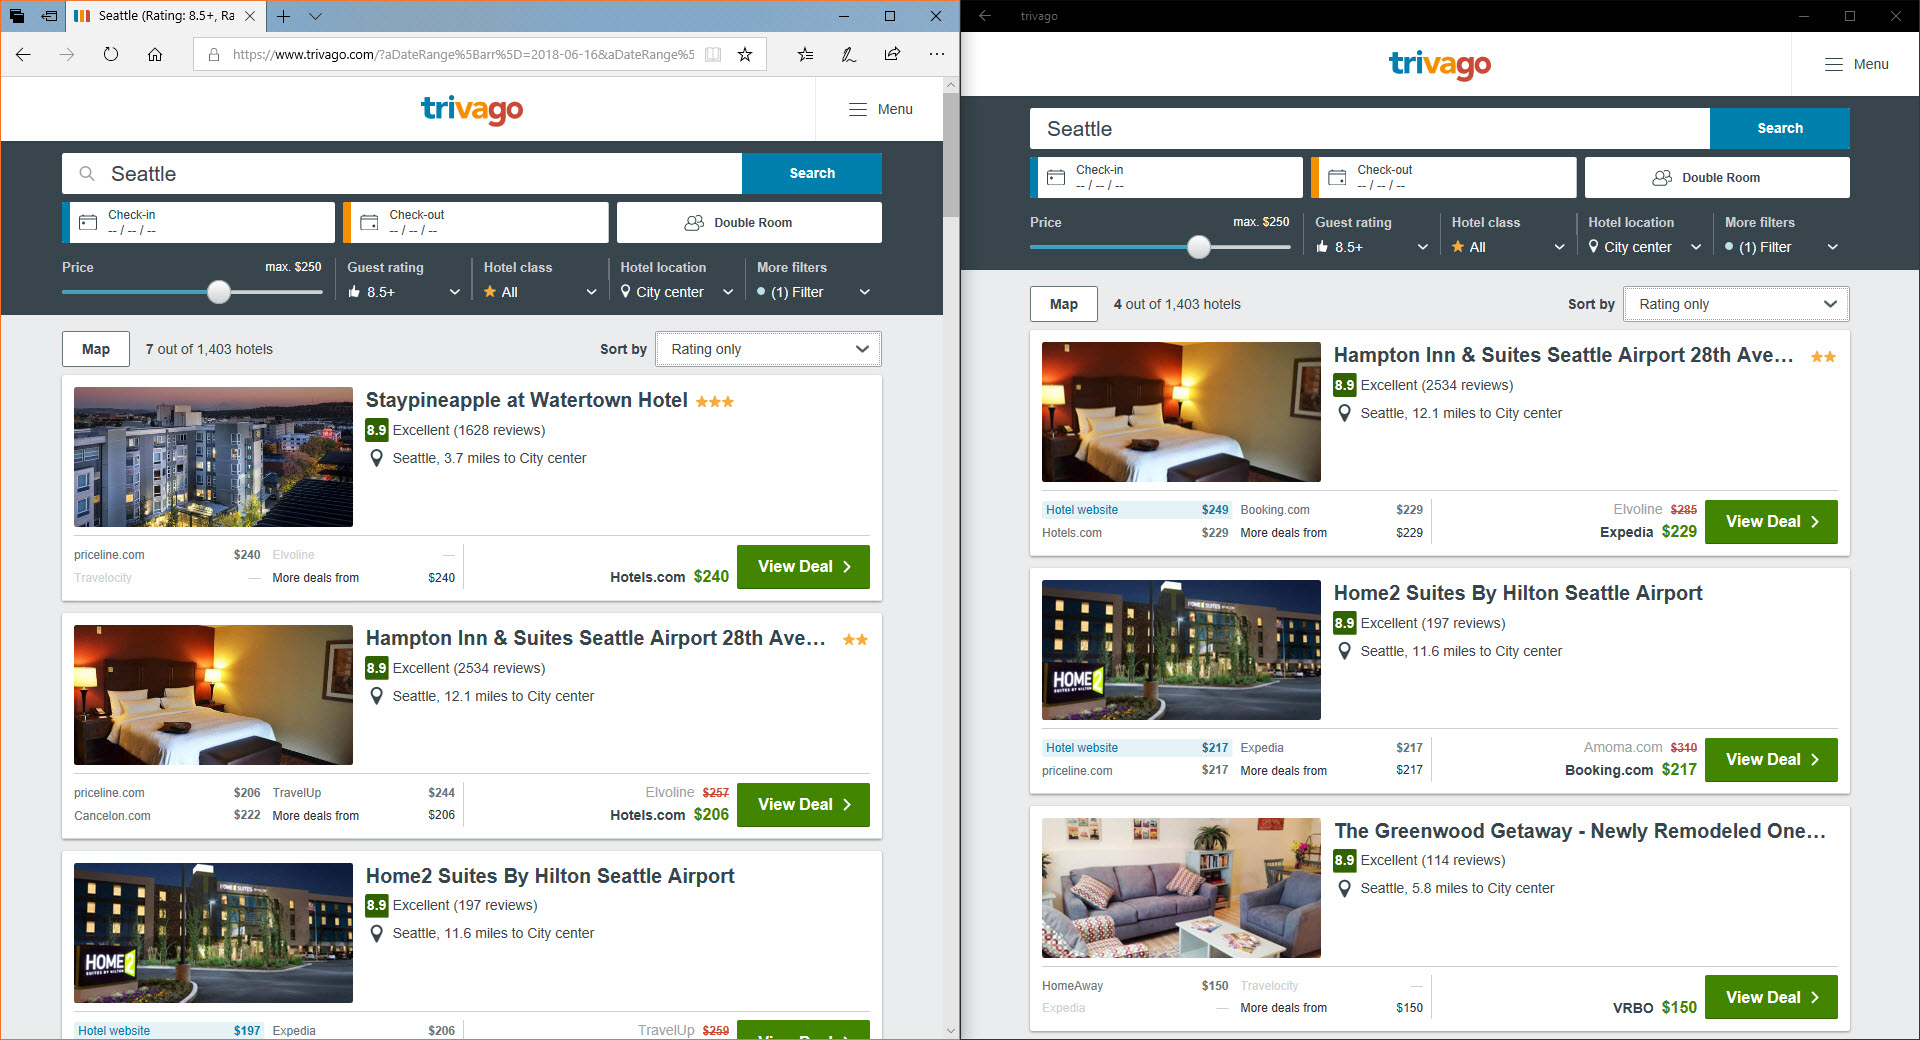 Seattle (Rating: 8.5+, Ra
https://www.trivago.com/?aDateRange%5Barr%5D=2018-06-16&aDateRange%5
trivago
Menu
Seattle
Search
Check-in
-- / -- / --
Check-out
-- / -- / --
Double Room
Price
max. $250
Guest rating
8.5+
Hotel class
All
Hotel location
City center
More filters
(1) Filter
Map
7 out of 1,403 hotels
Sort by
Rating only
Staypineapple at Watertown Hotel
8.9 Excellent (1628 reviews)
Seattle, 3.7 miles to City center
priceline.com $240 Elvoline —
Travelocity — More deals from $240
Hotels.com $240
View Deal
Hampton Inn & Suites Seattle Airport 28th Ave...
8.9 Excellent (2534 reviews)
Seattle, 12.1 miles to City center
priceline.com $206 TravelUp $244
Cancelon.com $222 More deals from $206
Elvoline $257
Hotels.com $206
View Deal
HOME2
SUITES BY HILTON
Home2 Suites By Hilton Seattle Airport
8.9 Excellent (197 reviews)
Seattle, 11.6 miles to City center
Hotel website $197 Expedia $206
TravelUp $259
View Deal
trivago
trivago
Menu
Seattle
Search
Check-in
-- / -- / --
Check-out
-- / -- / --
Double Room
Price
max. $250
Guest rating
8.5+
Hotel class
All
Hotel location
City center
More filters
(1) Filter
Map
4 out of 1,403 hotels
Sort by
Rating only
Hampton Inn & Suites Seattle Airport 28th Ave...
8.9 Excellent (2534 reviews)
Seattle, 12.1 miles to City center
Hotel website $249 Booking.com $229
Hotels.com $229 More deals from $229
Elvoline $285
Expedia $229
View Deal
HOME2
SUITES BY HILTON
Home2 Suites By Hilton Seattle Airport
8.9 Excellent (197 reviews)
Seattle, 11.6 miles to City center
Hotel website $217 Expedia $217
priceline.com $217 More deals from $217
Amoma.com $310
Booking.com $217
View Deal
The Greenwood Getaway - Newly Remodeled One...
8.9 Excellent (114 reviews)
Seattle, 5.8 miles to City center
HomeAway $150 Travelocity —
Expedia — More deals from $150
VRBO $150
View Deal